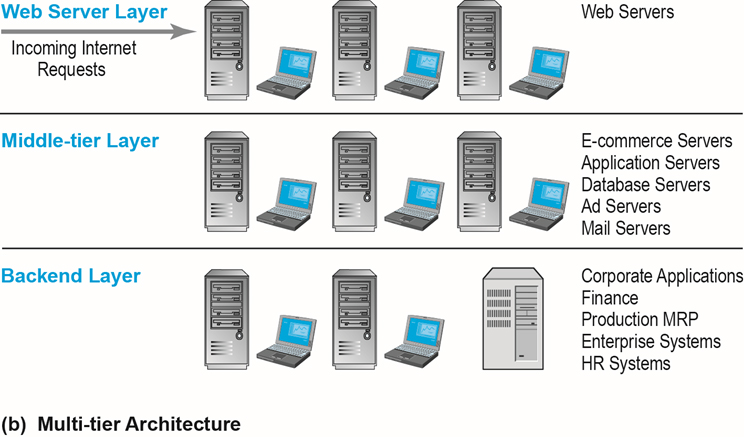 Web Server Layer
Incoming Internet
Requests
Web Servers
Middle-tier Layer
E-commerce Servers
Application Servers
Database Servers
Ad Servers
Mail Servers
Backend Layer
Corporate Applications
Finance
Production MRP
Enterprise Systems
HR Systems
(b) Multi-tier Architecture